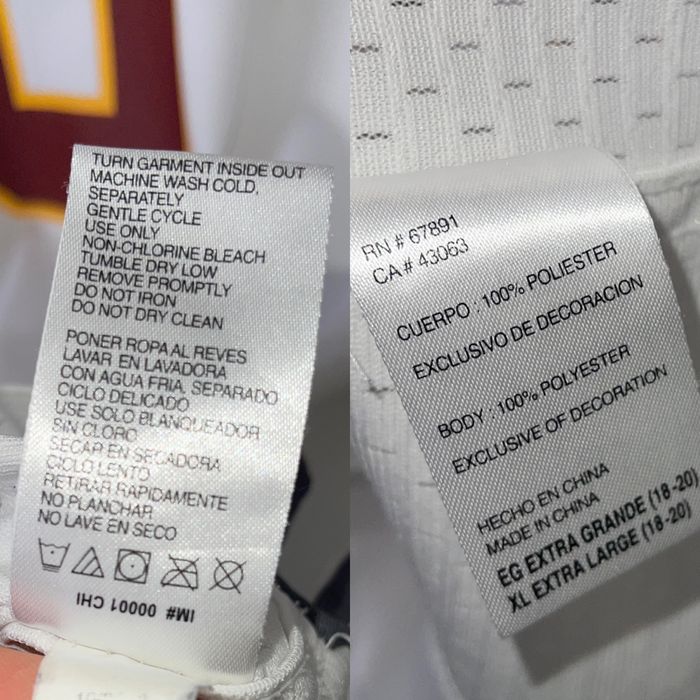 TURN GARMENT INSIDE OUT
MACHINE WASH COLD,
SEPARATELY
GENTLE CYCLE
USE ONLY
NON-CHLORINE BLEACH
TUMBLE DRY LOW
REMOVE PROMPTLY
DO NOT IRON
DO NOT DRY CLEAN
PONER ROPA AL REVES
LAVAR EN LAVADORA
CON AGUA FRIA, SEPARADO
CICLO DELICADO
USE SOLO BLANQUEADOR
SIN CLORO
SECAR EN SECADORA
CICLO LENTO
RETIRAR RAPIDAMENTE
NO PLANCHAR
NO LAVE EN SECO
IM# 00001 CHI
RN # 67891
CA # 43063
CUERPO : 100% POLIESTER
EXCLUSIVO DE DECORACION
BODY : 100% POLYESTER
EXCLUSIVE OF DECORATION
HECHO EN CHINA
MADE IN CHINA
EG EXTRA GRANDE (18-20)
XL EXTRA LARGE (18-20)